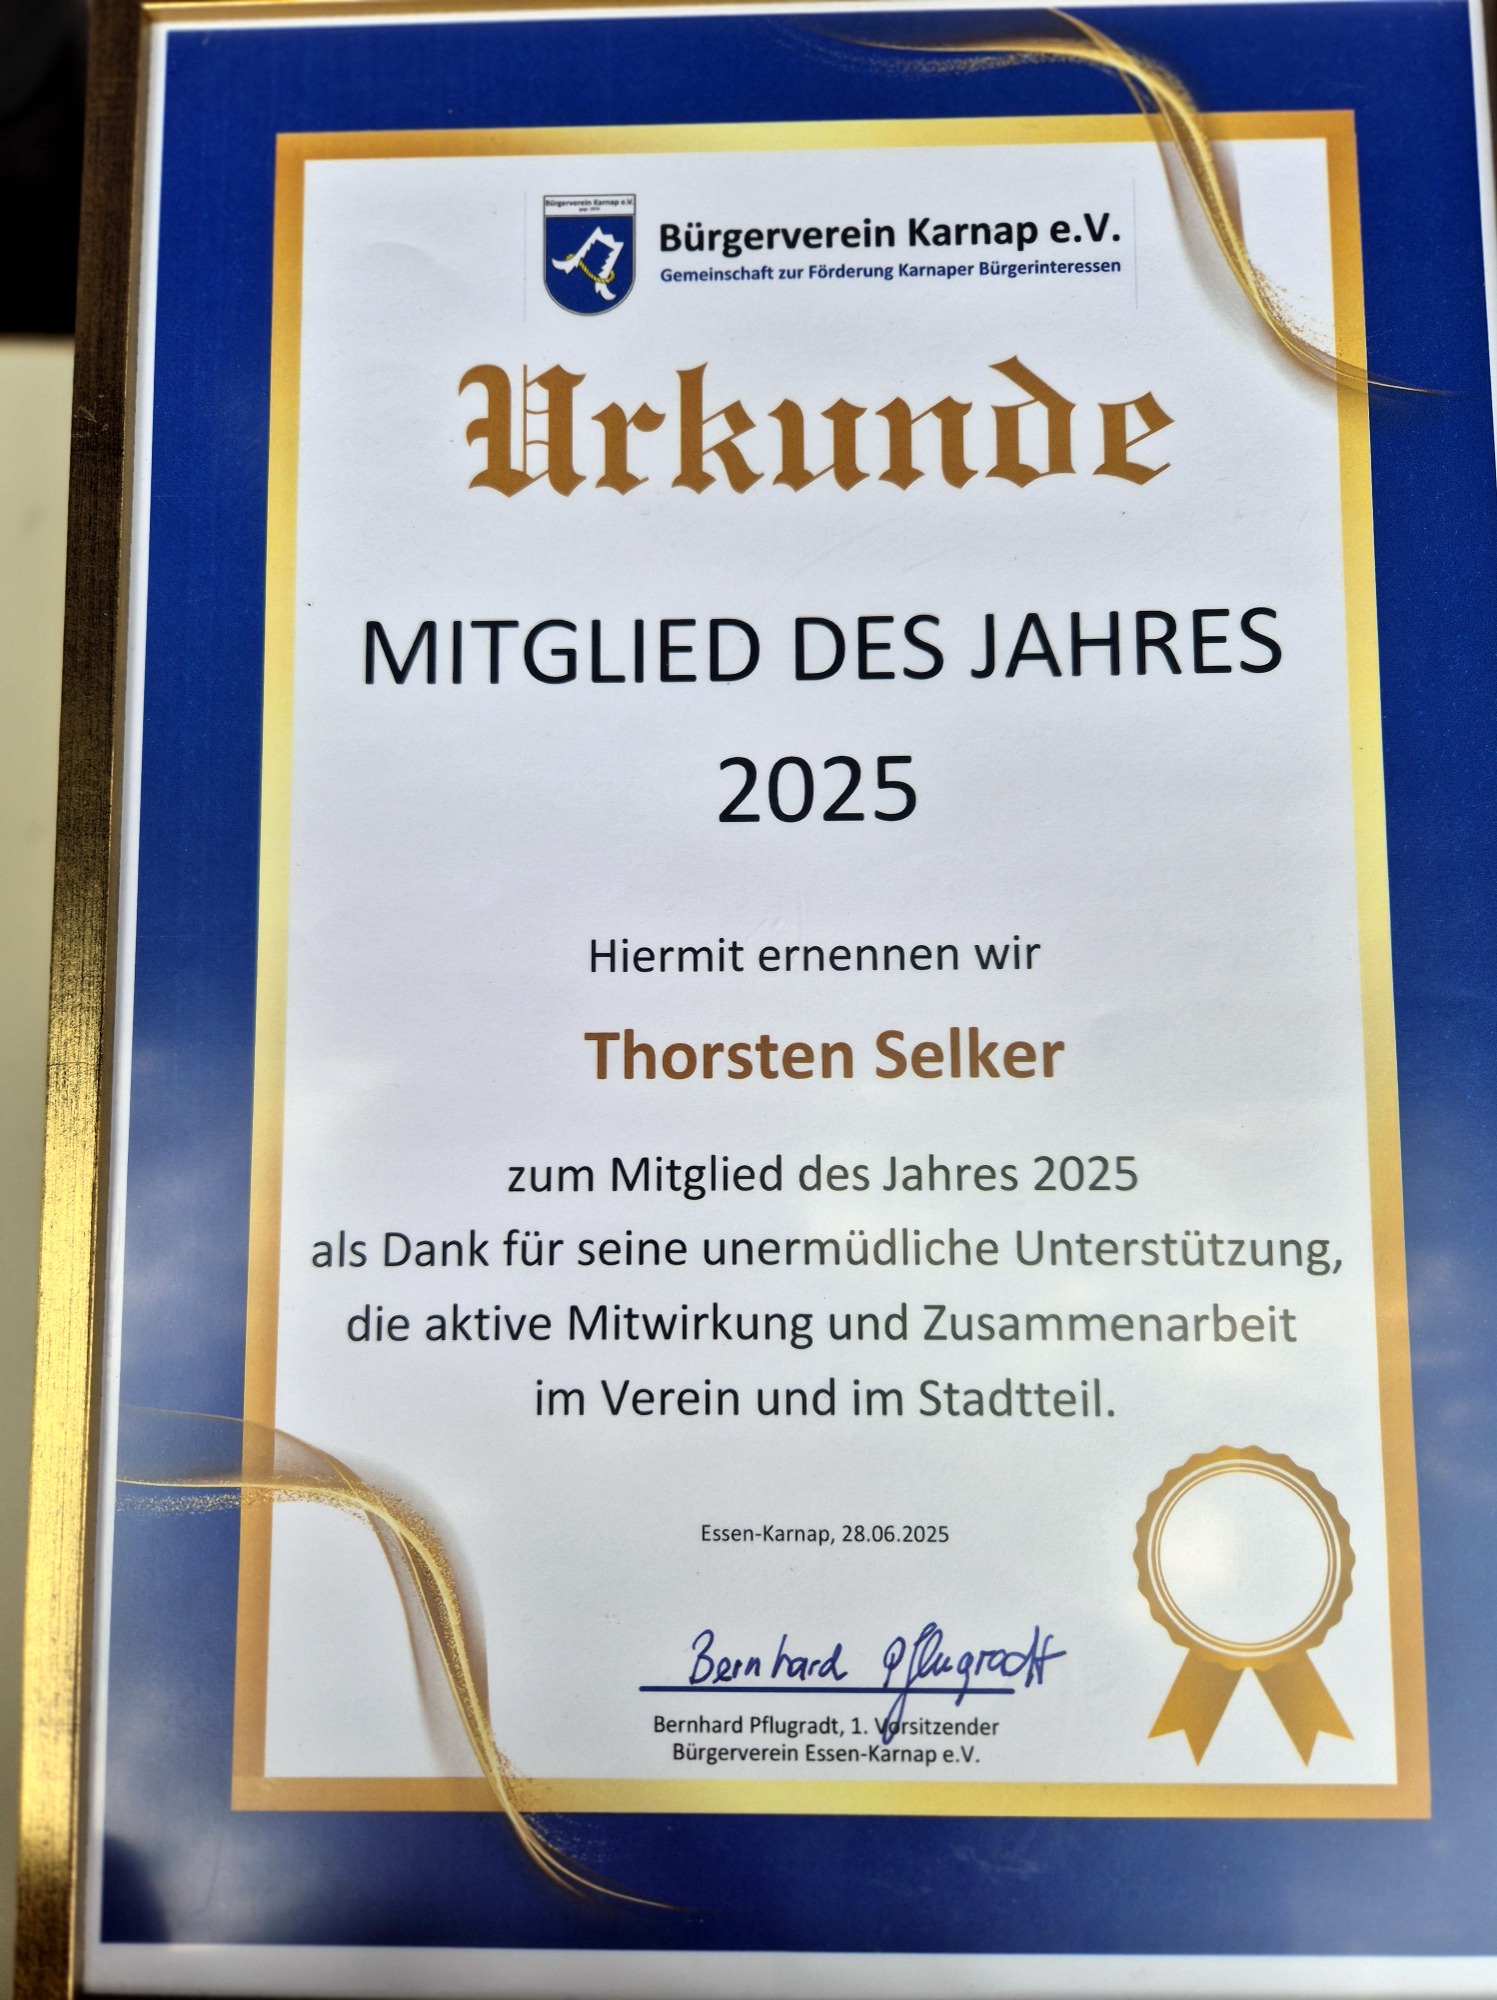 Bürgerverein Karnap e.V.
Bürgerverein Karnap e.V.
Gemeinschaft zur Förderung Karnaper Bürgerinteressen
Urkunde
MITGLIED DES JAHRES
2025
Hiermit ernennen wir
Thorsten Selker
zum Mitglied des Jahres 2025
als Dank für seine unermüdliche Unterstützung,
die aktive Mitwirkung und Zusammenarbeit
im Verein und im Stadtteil.
Essen-Karnap, 28.06.2025
Bernhard Pflugradt
Bernhard Pflugradt, 1. Vorsitzender
Bürgerverein Essen-Karnap e.V.